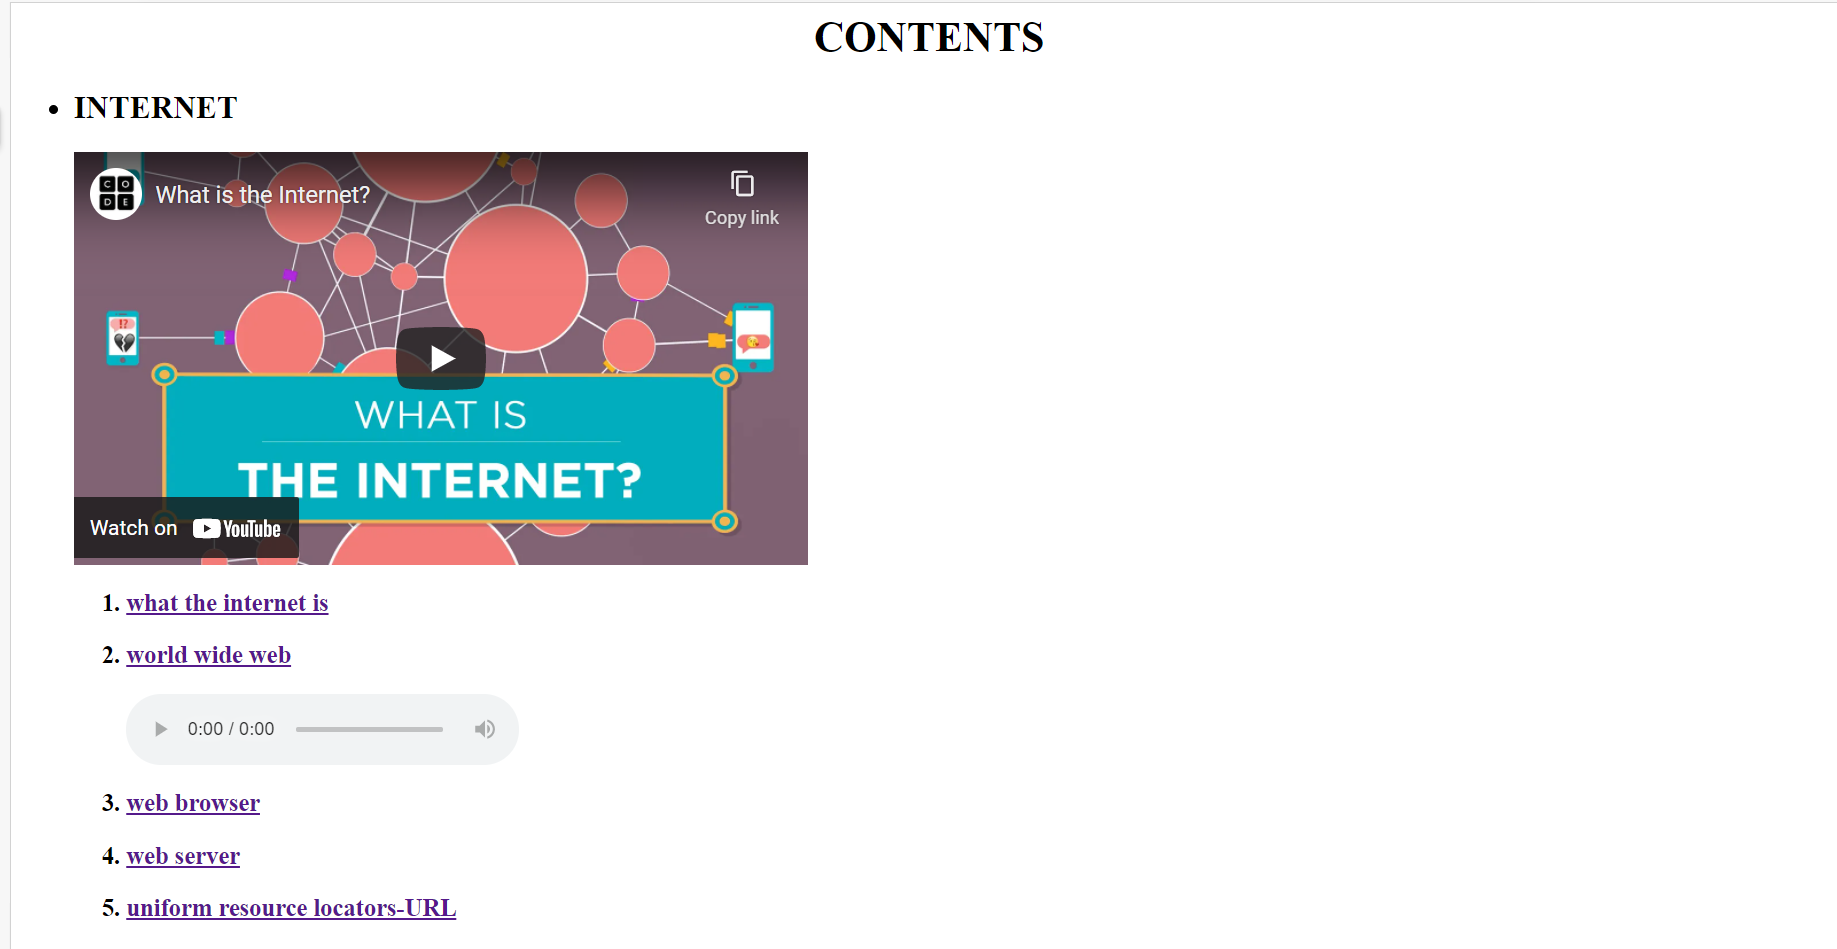 CONTENTS
• INTERNET
CODE
What is the Internet?
Copy link
!?
WHAT IS
THE INTERNET?
Watch on YouTube
1. what the internet is
2. world wide web
0:00 / 0:00
3. web browser
4. web server
5. uniform resource locators-URL